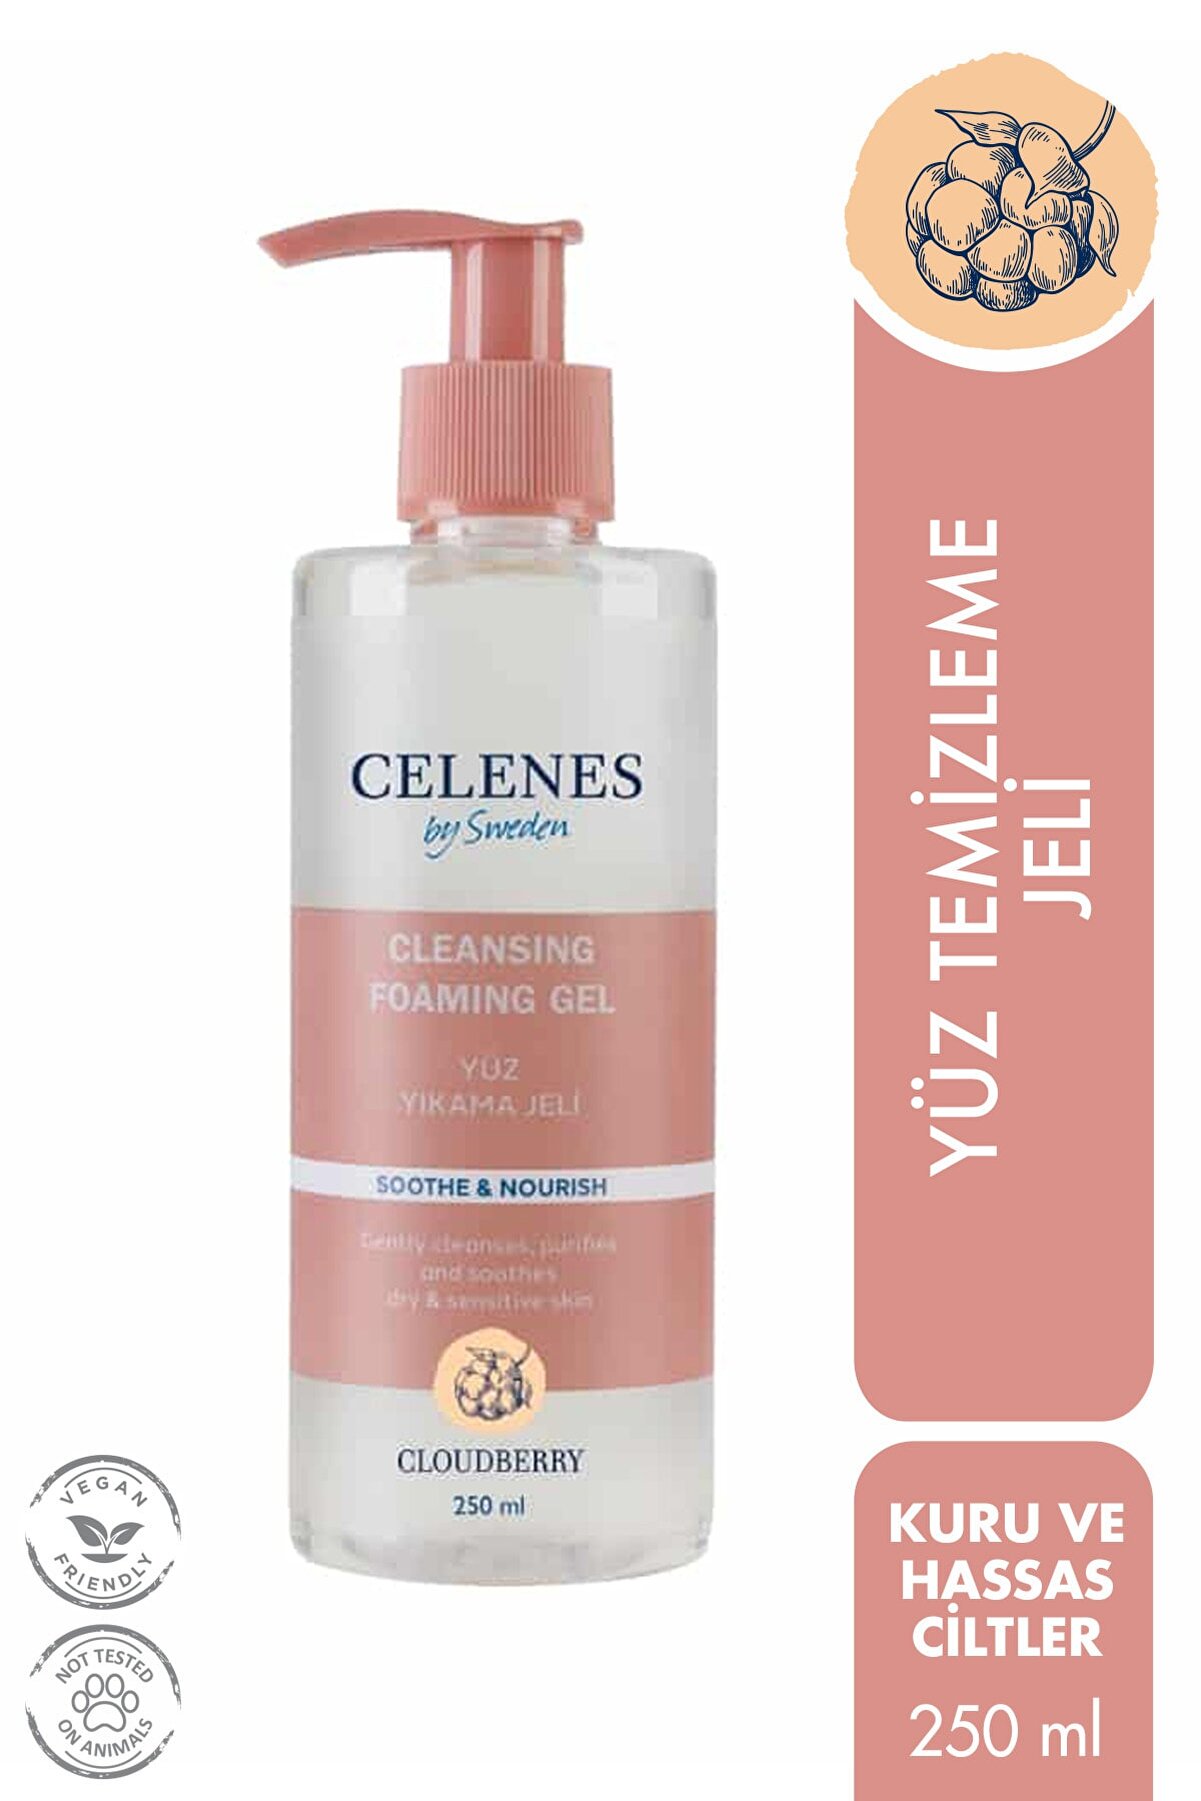 CELENES
by Sweden
CLEANSING
FOAMING GEL
YÜZ
YIKAMA JELİ
SOOTHE & NOURISH
Gently cleanses, purifies
and soothes
dry & sensitive skin
CLOUDBERRY
250 ml
VEGAN
FRIENDLY
NOT TESTED
ON ANIMALS
YÜZ TEMİZLEME
JELİ
KURU VE
HASSAS
CİLTLER
250 ml